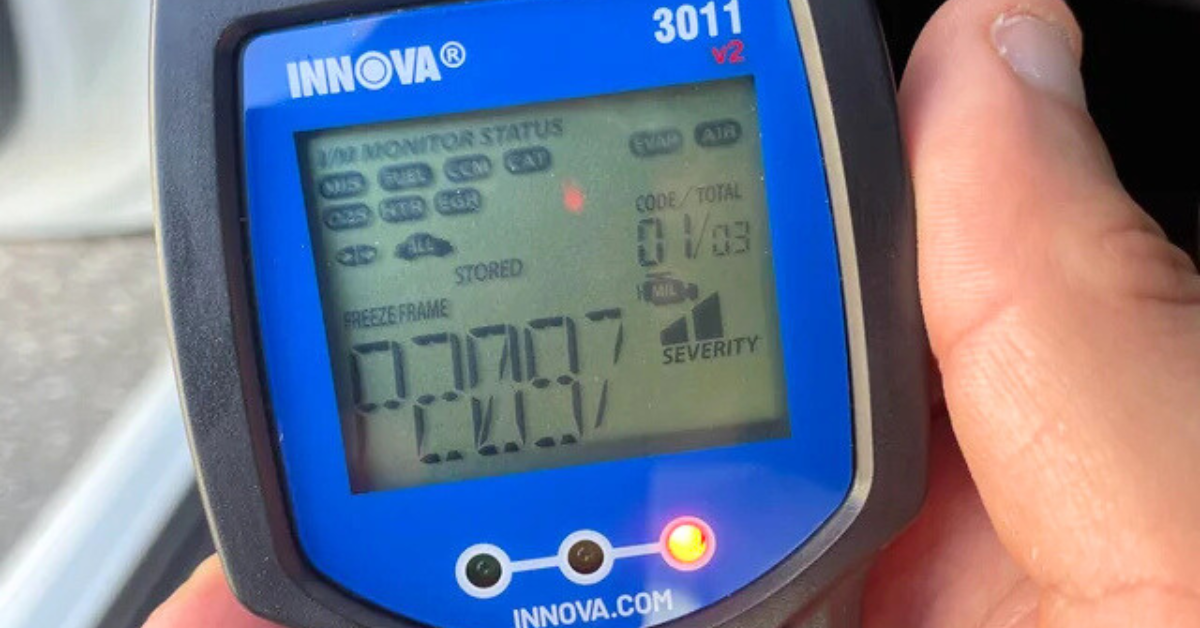 INNOVA®
3011
v2
I/M MONITOR STATUS
MIS FUEL CCM CAT EVAP AIR
O2S HTR EGR
CODE / TOTAL
01/03
STORED
MIL
FREEZE FRAME
P2097
SEVERITY
INNOVA.COM